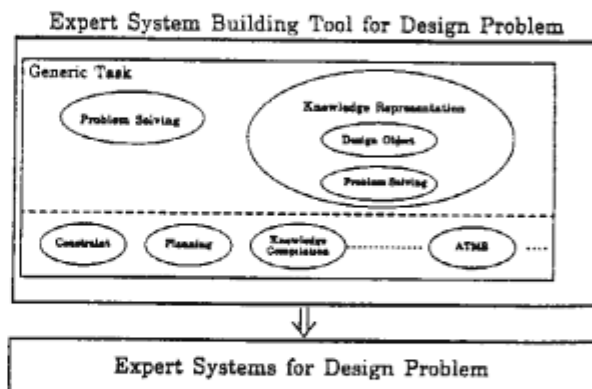 Expert System Building Tool for Design Problem
Generic Task
Problem Solving
Knowledge Representation
Design Object
Problem Solving
Constraint
Planning
Knowledge
Compilation
ATMS
Expert Systems for Design Problem